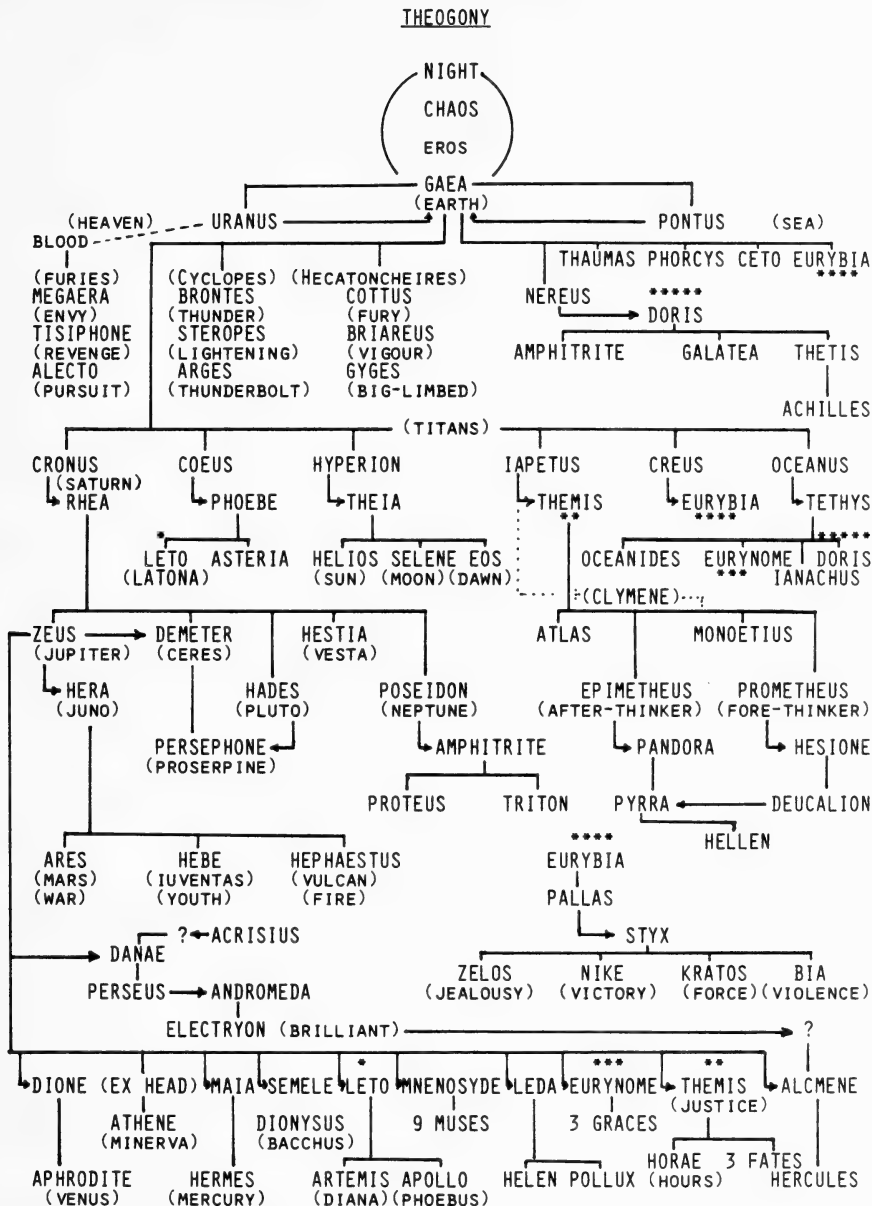 THEOGONY
NIGHT
CHAOS
EROS
GAEA
(EARTH)
(HEAVEN) URANUS PONTUS (SEA)
BLOOD
THAUMAS PHORCYS CETO EURYBIA
****
(FURIES) (CYCLOPES) (HECATONCHEIRES)
MEGAERA BRONTES COTTUS NEREUS *****
(ENVY) (THUNDER) (FURY) DORIS
TISIPHONE STEROPES BRIAREUS
(REVENGE) (LIGHTENING) (VIGOUR) AMPHITRITE GALATEA THETIS
ALECTO ARGES GYGES
(PURSUIT) (THUNDERBOLT) (BIG-LIMBED)
ACHILLES
(TITANS)
CRONUS COEUS HYPERION IAPETUS CREUS OCEANUS
(SATURN)
RHEA PHOEBE THEIA THEMIS EURYBIA TETHYS
* ** **** *****
LETO ASTERIA HELIOS SELENE EOS OCEANIDES EURYNOME DORIS
(LATONA) (SUN) (MOON) (DAWN) *** IANACHUS
(CLYMENE)
ZEUS DEMETER HESTIA ATLAS MONOETIUS
(JUPITER) (CERES) (VESTA)
HERA HADES POSEIDON EPIMETHEUS PROMETHEUS
(JUNO) (PLUTO) (NEPTUNE) (AFTER-THINKER) (FORE-THINKER)
PERSEPHONE AMPHITRITE PANDORA HESIONE
(PROSERPINE)
PROTEUS TRITON PYRRA DEUCALION
**** HELLEN
ARES HEBE HEPHAESTUS EURYBIA
(MARS) (IUVENTAS) (VULCAN)
(WAR) (YOUTH) (FIRE) PALLAS
? ACRISIUS STYX
DANAE
ZELOS NIKE KRATOS BIA
PERSEUS ANDROMEDA (JEALOUSY) (VICTORY) (FORCE) (VIOLENCE)
ELECTRYON (BRILLIANT) ?
* *** **
DIONE (EX HEAD) MAIA SEMELE LETO MNENOSYDE LEDA EURYNOME THEMIS ALCMENE
(JUSTICE)
ATHENE DIONYSUS 9 MUSES 3 GRACES
(MINERVA) (BACCHUS)
HORAE 3 FATES
APHRODITE HERMES ARTEMIS APOLLO HELEN POLLUX (HOURS) HERCULES
(VENUS) (MERCURY) (DIANA) (PHOEBUS)